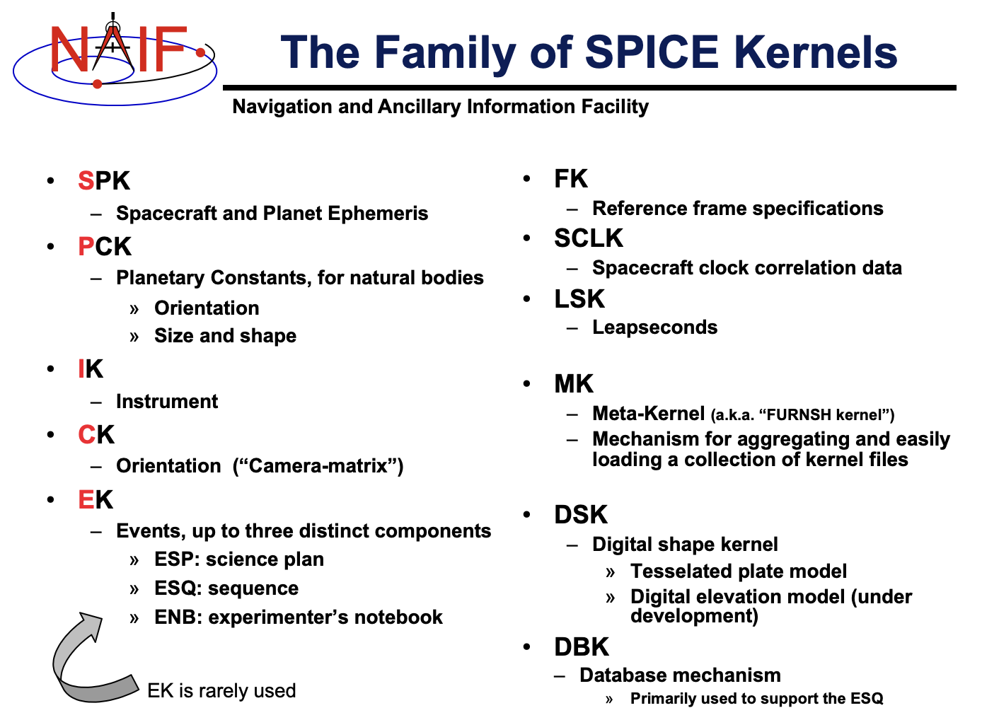 NAIF
The Family of SPICE Kernels
Navigation and Ancillary Information Facility
• SPK
– Spacecraft and Planet Ephemeris
• PCK
– Planetary Constants, for natural bodies
» Orientation
» Size and shape
• IK
– Instrument
• CK
– Orientation (“Camera-matrix”)
• EK
– Events, up to three distinct components
» ESP: science plan
» ESQ: sequence
» ENB: experimenter’s notebook
EK is rarely used
• FK
– Reference frame specifications
• SCLK
– Spacecraft clock correlation data
• LSK
– Leapseconds
• MK
– Meta-Kernel (a.k.a. “FURNSH kernel”)
– Mechanism for aggregating and easily
loading a collection of kernel files
• DSK
– Digital shape kernel
» Tesselated plate model
» Digital elevation model (under
development)
• DBK
– Database mechanism
» Primarily used to support the ESQ